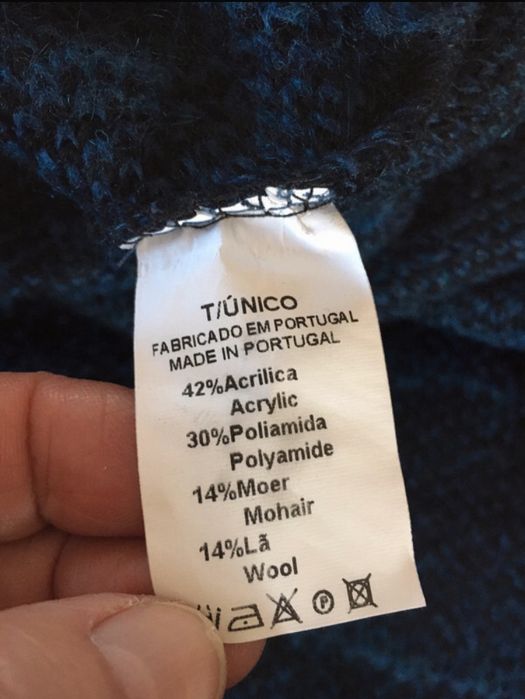 T/ÚNICO
FABRICADO EM PORTUGAL
MADE IN PORTUGAL
42%Acrilica
Acrylic
30%Poliamida
Polyamide
14%Moer
Mohair
14%Lã
Wool
P